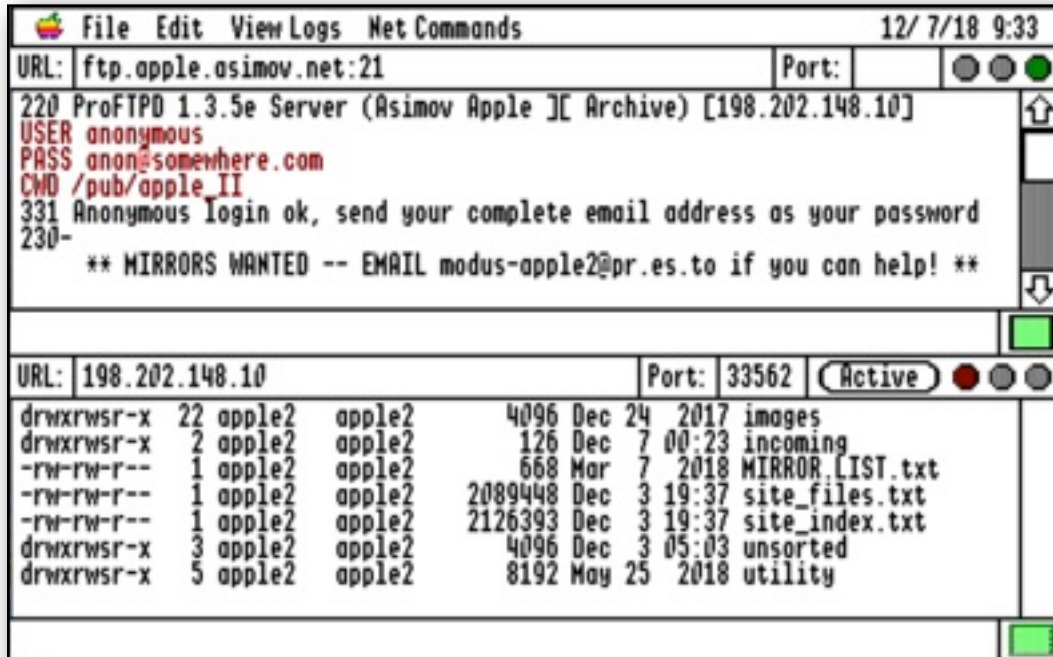 File Edit View Logs Net Commands 12/ 7/18 9:33
URL: ftp.apple.asimov.net:21 Port:
220 ProFTPD 1.3.5e Server (Asimov Apple ][ Archive) [198.202.148.10]
USER anonymous
PASS anon@somewhere.com
CWD /pub/apple_II
331 Anonymous login ok, send your complete email address as your password
230-
** MIRRORS WANTED -- EMAIL modus-apple2@pr.es.to if you can help! **
URL: 198.202.148.10 Port: 33562 Active
drwxrwsr-x 22 apple2 apple2 4096 Dec 24 2017 images
drwxrwsr-x 2 apple2 apple2 126 Dec 7 00:23 incoming
-rw-rw-r-- 1 apple2 apple2 668 Mar 7 2018 MIRROR.LIST.txt
-rw-rw-r-- 1 apple2 apple2 2089448 Dec 3 19:37 site_files.txt
-rw-rw-r-- 1 apple2 apple2 2126393 Dec 3 19:37 site_index.txt
drwxrwsr-x 3 apple2 apple2 4096 Dec 3 05:03 unsorted
drwxrwsr-x 5 apple2 apple2 8192 May 25 2018 utility